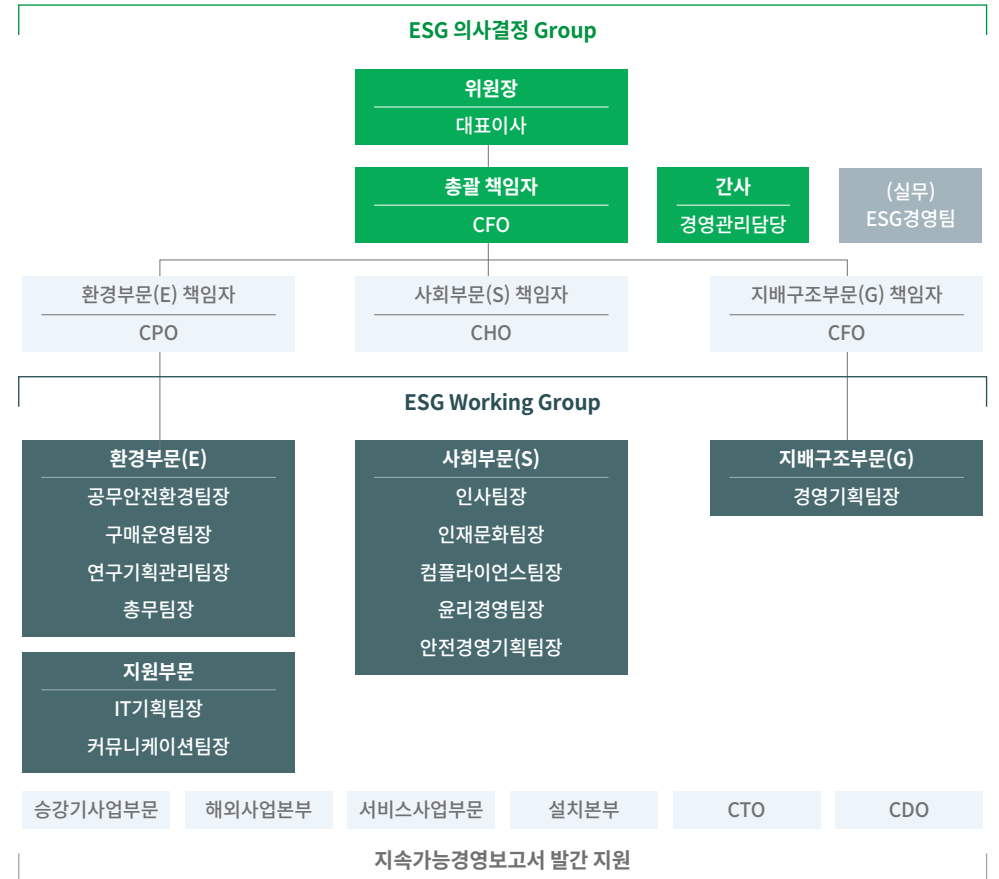 ESG 의사결정 Group
위원장
대표이사
총괄 책임자
CFO
간사
경영관리담당
(실무)
ESG경영팀
환경부문(E) 책임자
CPO
사회부문(S) 책임자
CHO
지배구조부문(G) 책임자
CFO
ESG Working Group
환경부문(E)
공무안전환경팀장
구매운영팀장
연구기획관리팀장
총무팀장
사회부문(S)
인사팀장
인재문화팀장
컴플라이언스팀장
윤리경영팀장
안전경영기획팀장
지배구조부문(G)
경영기획팀장
지원부문
IT기획팀장
커뮤니케이션팀장
승강기사업부문
해외사업본부
서비스사업부문
설치본부
CTO
CDO
지속가능경영보고서 발간 지원